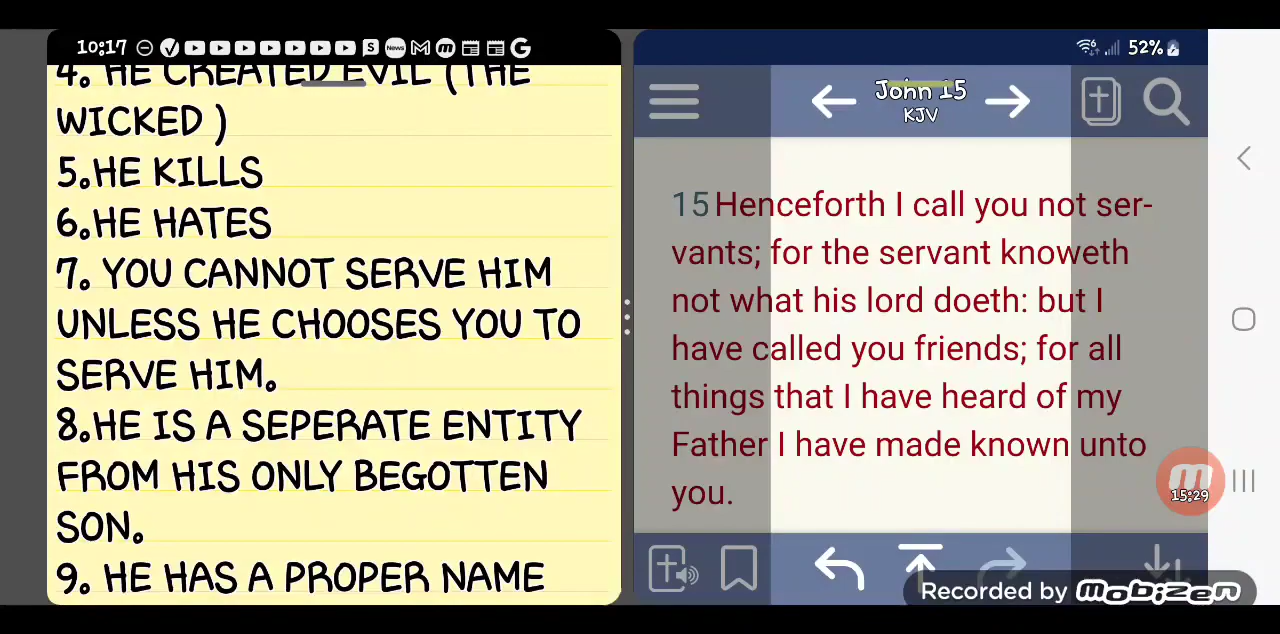 10:17
S
News
52%
4. HE CREATED EVIL (THE
WICKED )
5.HE KILLS
6.HE HATES
7. YOU CANNOT SERVE HIM
UNLESS HE CHOOSES YOU TO
SERVE HIM.
8.HE IS A SEPERATE ENTITY
FROM HIS ONLY BEGOTTEN
SON.
9. HE HAS A PROPER NAME
John 15
KJV
15 Henceforth I call you not ser-
vants; for the servant knoweth
not what his lord doeth: but I
have called you friends; for all
things that I have heard of my
Father I have made known unto
you.
15:29
Recorded by Mobizen